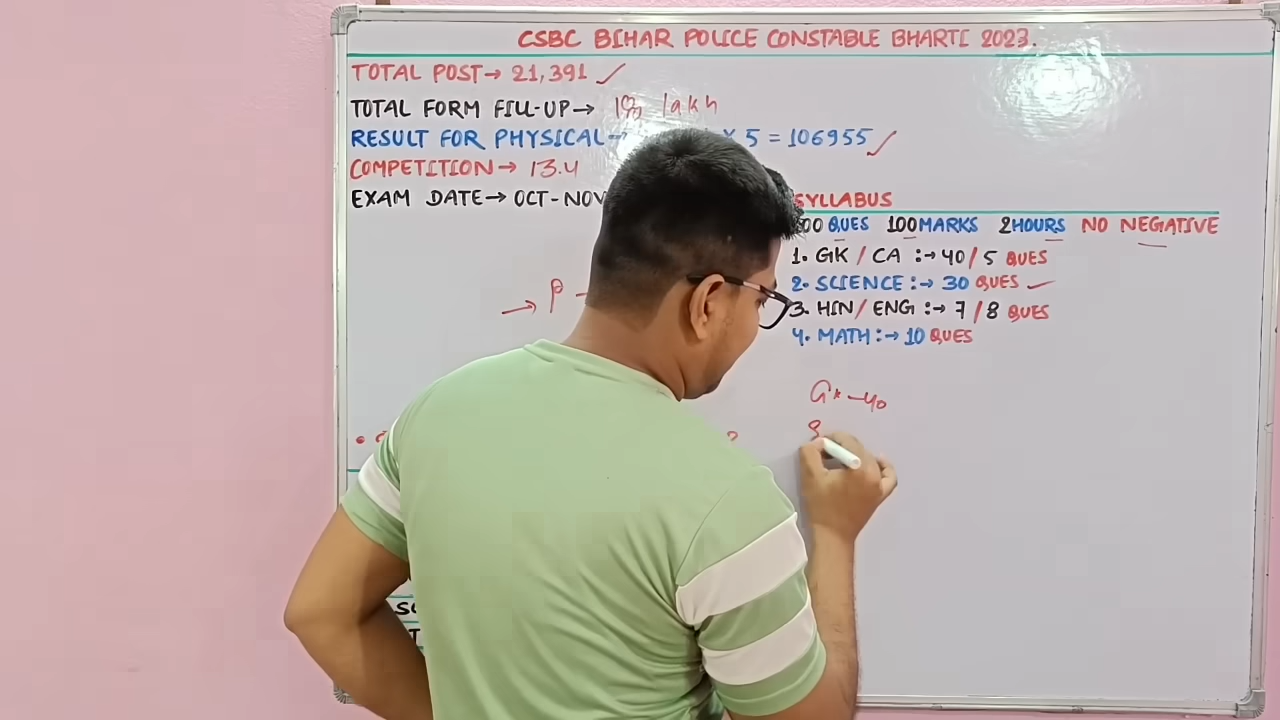 CSBC BIHAR POLICE CONSTABLE BHARTI 2023.
TOTAL POST→ 21,391 ✓
TOTAL FORM FILL-UP→ lakh
RESULT FOR PHYSICAL→ × 5 = 106955 ✓
COMPETITION→ 13.4
EXAM DATE→ OCT-NOV
SYLLABUS
00 QUES 100 MARKS 2HOURS NO NEGATIVE
1. GK / CA :→ 40 / 5 QUES
2. SCIENCE :→ 30 QUES ✓
3. HIN / ENG :→ 7 / 8 QUES
4. MATH :→ 10 QUES
→ P -
GK - 40